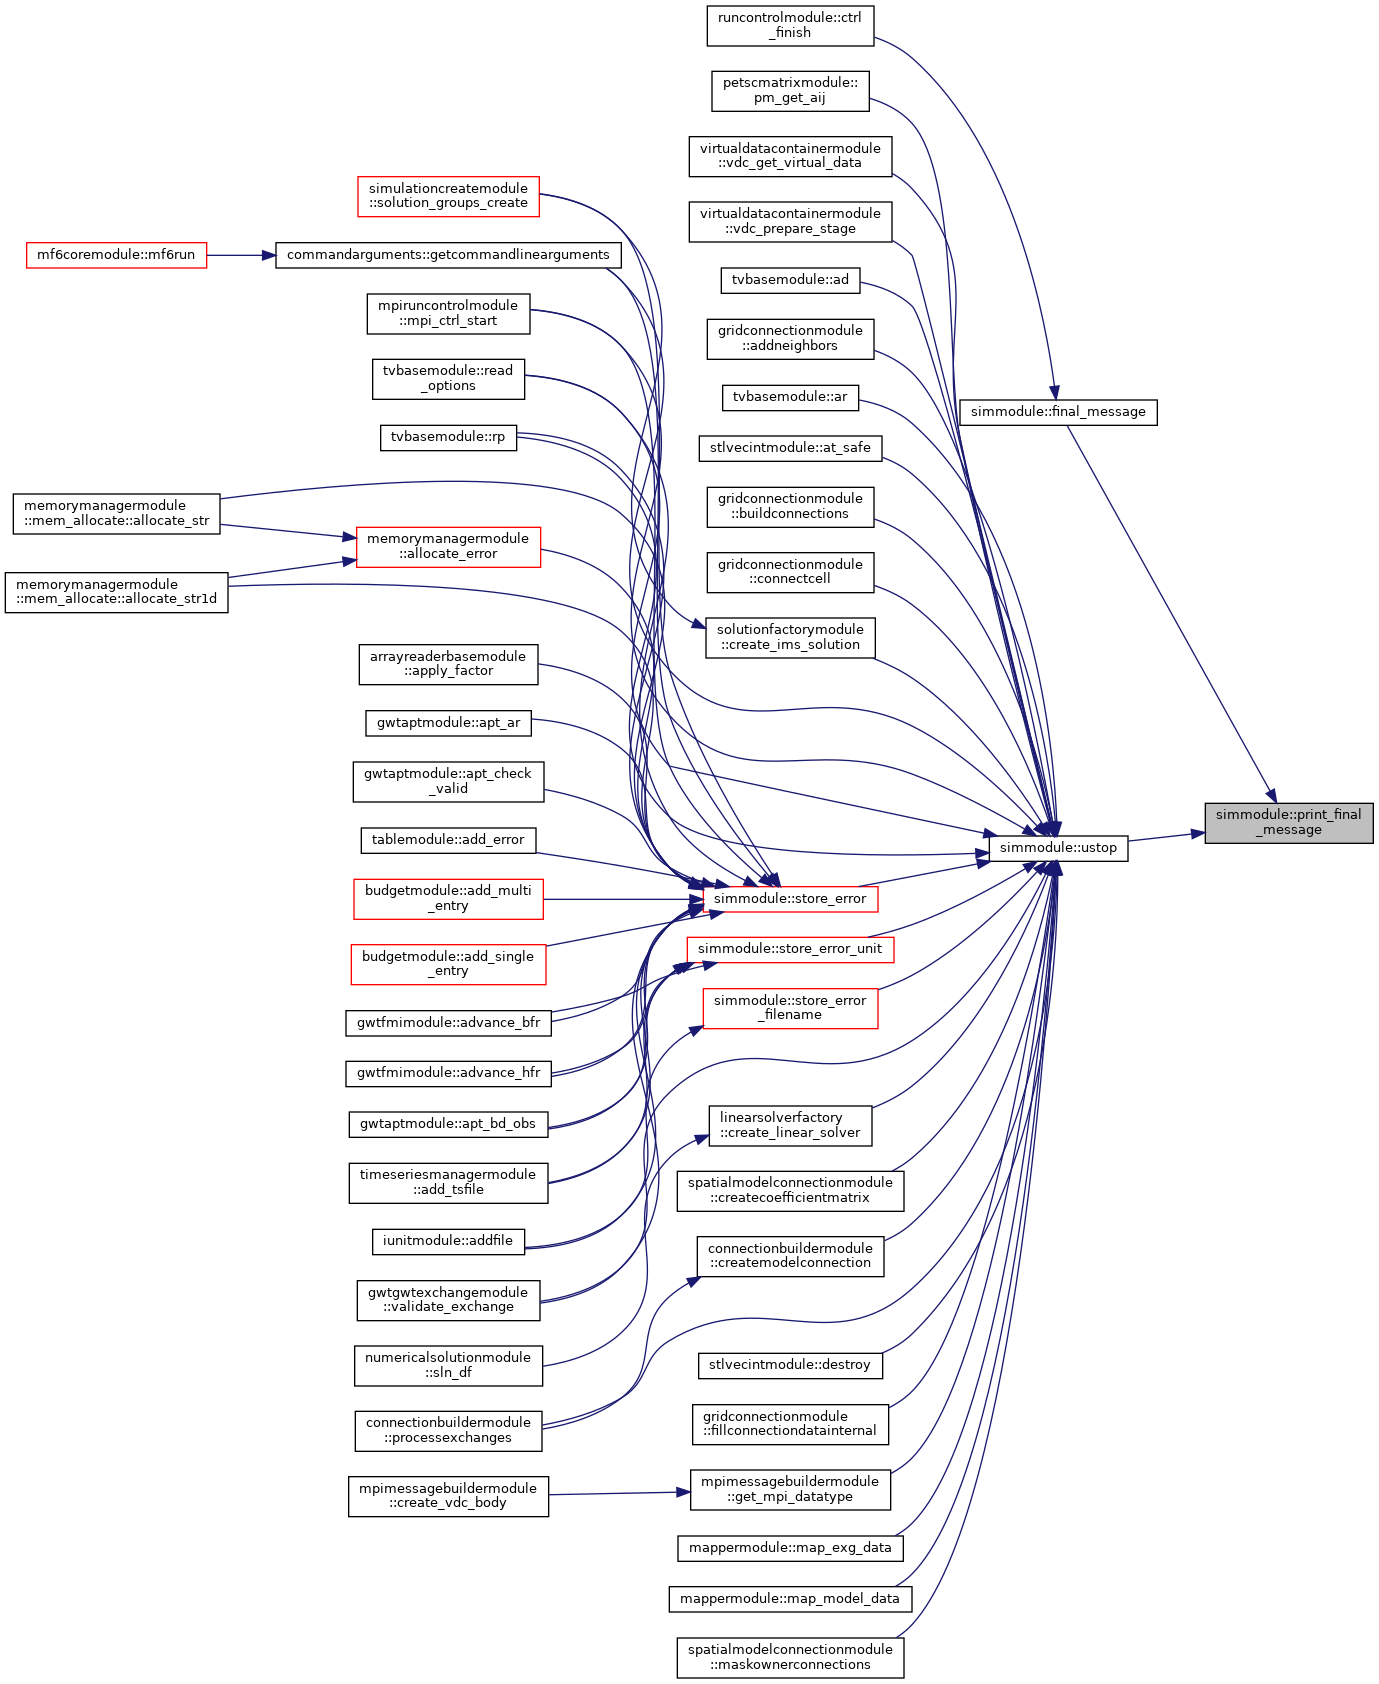 runcontrolmodule::ctrl
_finish
petscmatrixmodule::
pm_get_aij
virtualdatacontainermodule
::vdc_get_virtual_data
simulationcreatemodule
::solution_groups_create
virtualdatacontainermodule
::vdc_prepare_stage
mf6coremodule::mf6run
commandarguments::getcommandlinearguments
tvbasemodule::ad
mpiruncontrolmodule
::mpi_ctrl_start
gridconnectionmodule
::addneighbors
tvbasemodule::read
_options
tvbasemodule::ar
simmodule::final_message
tvbasemodule::rp
stlvecintmodule::at_safe
memorymanagermodule
::mem_allocate::allocate_str
gridconnectionmodule
::buildconnections
memorymanagermodule
::allocate_error
gridconnectionmodule
::connectcell
memorymanagermodule
::mem_allocate::allocate_str1d
solutionfactorymodule
::create_ims_solution
arrayreaderbasemodule
::apply_factor
gwtaptmodule::apt_ar
gwtaptmodule::apt_check
_valid
simmodule::print_final
_message
tablemodule::add_error
simmodule::ustop
budgetmodule::add_multi
_entry
simmodule::store_error
budgetmodule::add_single
_entry
simmodule::store_error_unit
simmodule::store_error
_filename
gwtfmimodule::advance_bfr
gwtfmimodule::advance_hfr
gwtaptmodule::apt_bd_obs
linearsolverfactory
::create_linear_solver
timeseriesmanagermodule
::add_tsfile
spatialmodelconnectionmodule
::createcoefficientmatrix
iunitmodule::addfile
connectionbuildermodule
::createmodelconnection
gwtgwtexchangemodule
::validate_exchange
numericalsolutionmodule
::sln_df
stlvecintmodule::destroy
gridconnectionmodule
::fillconnectiondatainternal
connectionbuildermodule
::processexchanges
mpimessagebuildermodule
::get_mpi_datatype
mpimessagebuildermodule
::create_vdc_body
mappermodule::map_exg_data
mappermodule::map_model_data
spatialmodelconnectionmodule
::maskownerconnections